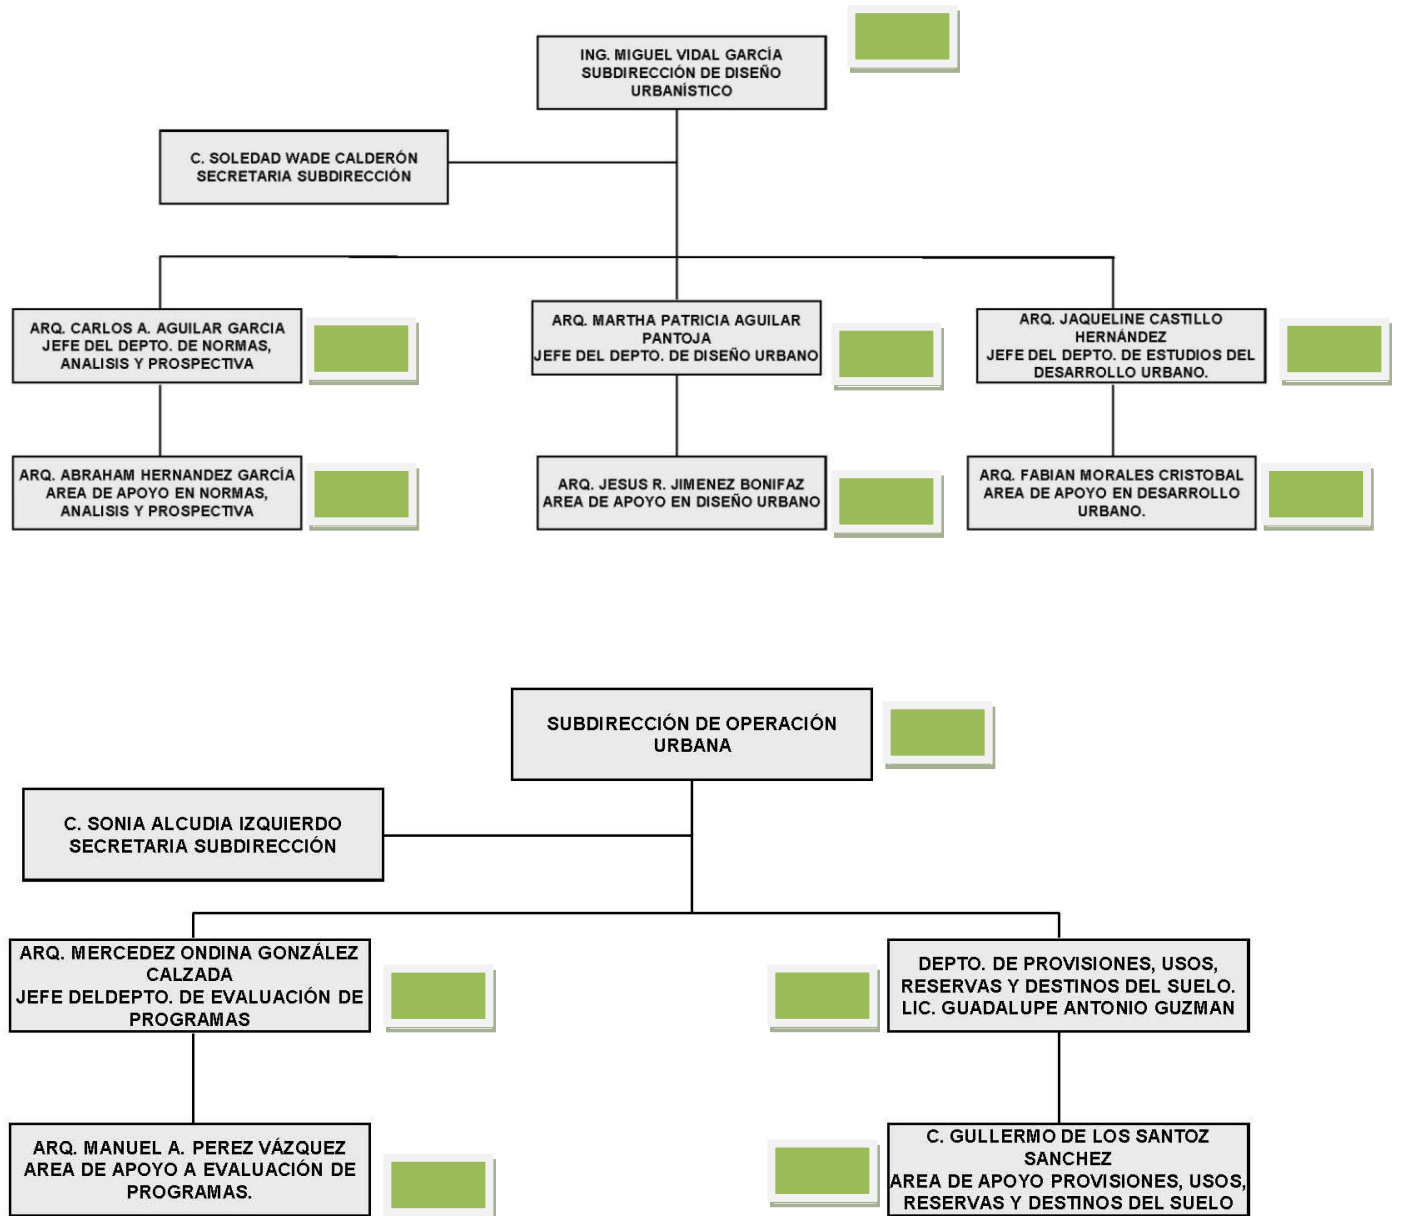 ING. MIGUEL VIDAL GARCÍA
SUBDIRECCIÓN DE DISEÑO
URBANÍSTICO
C. SOLEDAD WADE CALDERÓN
SECRETARIA SUBDIRECCIÓN
ARQ. CARLOS A. AGUILAR GARCIA
JEFE DEL DEPTO. DE NORMAS,
ANALISIS Y PROSPECTIVA
ARQ. MARTHA PATRICIA AGUILAR
PANTOJA
JEFE DEL DEPTO. DE DISEÑO URBANO
ARQ. JAQUELINE CASTILLO
HERNÁNDEZ
JEFE DEL DEPTO. DE ESTUDIOS DEL
DESARROLLO URBANO.
ARQ. ABRAHAM HERNANDEZ GARCÍA
AREA DE APOYO EN NORMAS,
ANALISIS Y PROSPECTIVA
ARQ. JESUS R. JIMENEZ BONIFAZ
AREA DE APOYO EN DISEÑO URBANO
ARQ. FABIAN MORALES CRISTOBAL
AREA DE APOYO EN DESARROLLO
URBANO.
SUBDIRECCIÓN DE OPERACIÓN
URBANA
C. SONIA ALCUDIA IZQUIERDO
SECRETARIA SUBDIRECCIÓN
ARQ. MERCEDEZ ONDINA GONZÁLEZ
CALZADA
JEFE DELDEPTO. DE EVALUACIÓN DE
PROGRAMAS
DEPTO. DE PROVISIONES, USOS,
RESERVAS Y DESTINOS DEL SUELO.
LIC. GUADALUPE ANTONIO GUZMAN
ARQ. MANUEL A. PEREZ VÁZQUEZ
AREA DE APOYO A EVALUACIÓN DE
PROGRAMAS.
C. GULLERMO DE LOS SANTOZ
SANCHEZ
AREA DE APOYO PROVISIONES, USOS,
RESERVAS Y DESTINOS DEL SUELO